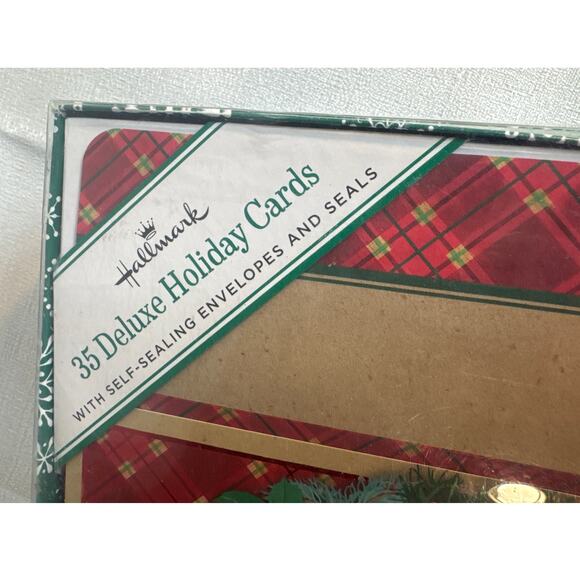 Hallmark
35 Deluxe Holiday Cards
WITH SELF-SEALING ENVELOPES AND SEALS